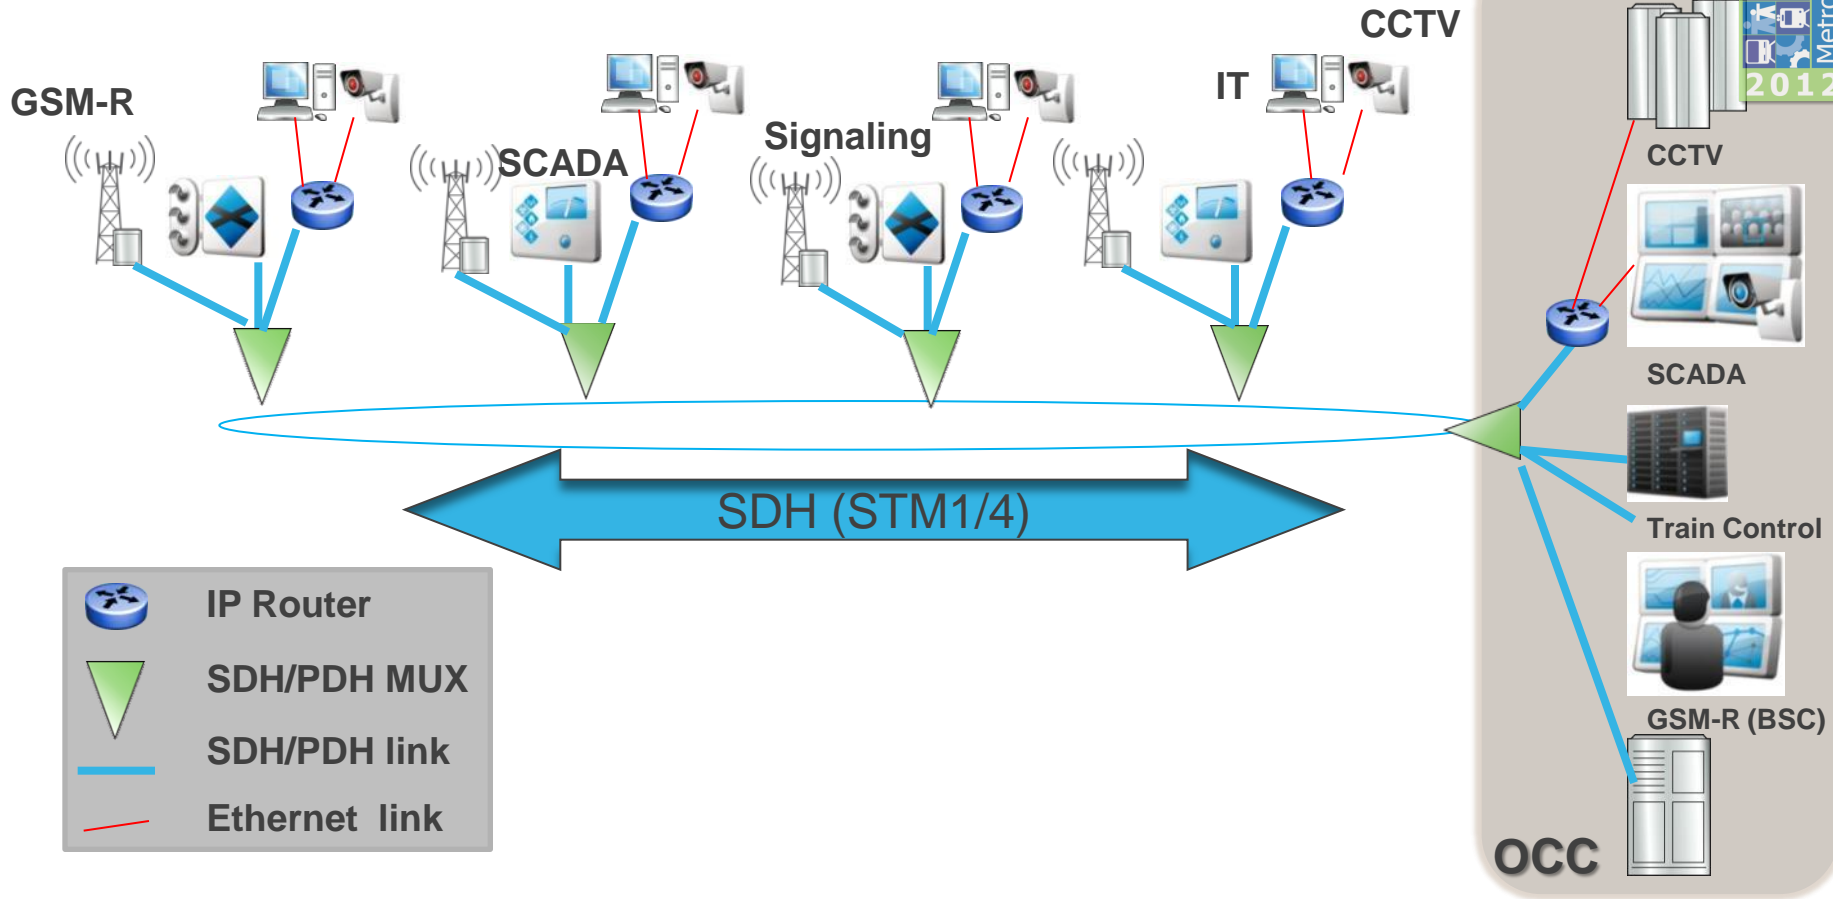 CCTV
GSM-R
IT
SCADA
Signaling
Metro
2012
CCTV
SCADA
SDH (STM1/4)
Train Control
GSM-R (BSC)
OCC
IP Router
SDH/PDH MUX
SDH/PDH link
Ethernet link